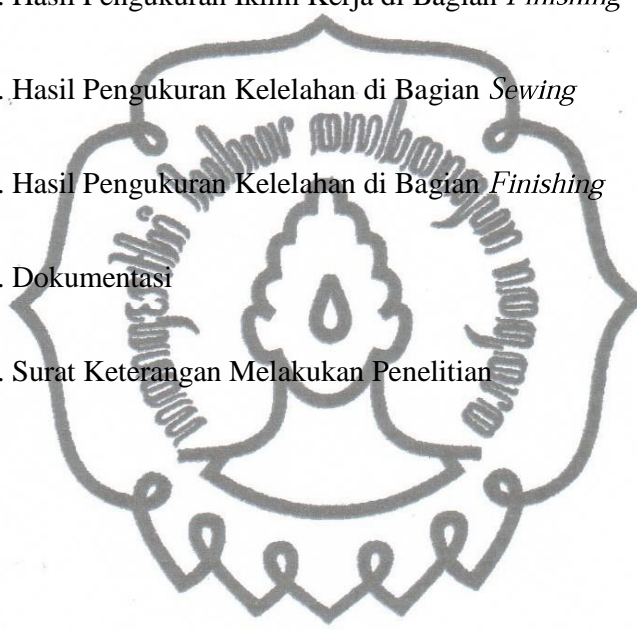 . Hasil Pengukuran Iklim Kerja di Bagian Finishing
. Hasil Pengukuran Kelelahan di Bagian Sewing
. Hasil Pengukuran Kelelahan di Bagian Finishing
. Dokumentasi
. Surat Keterangan Melakukan Penelitian